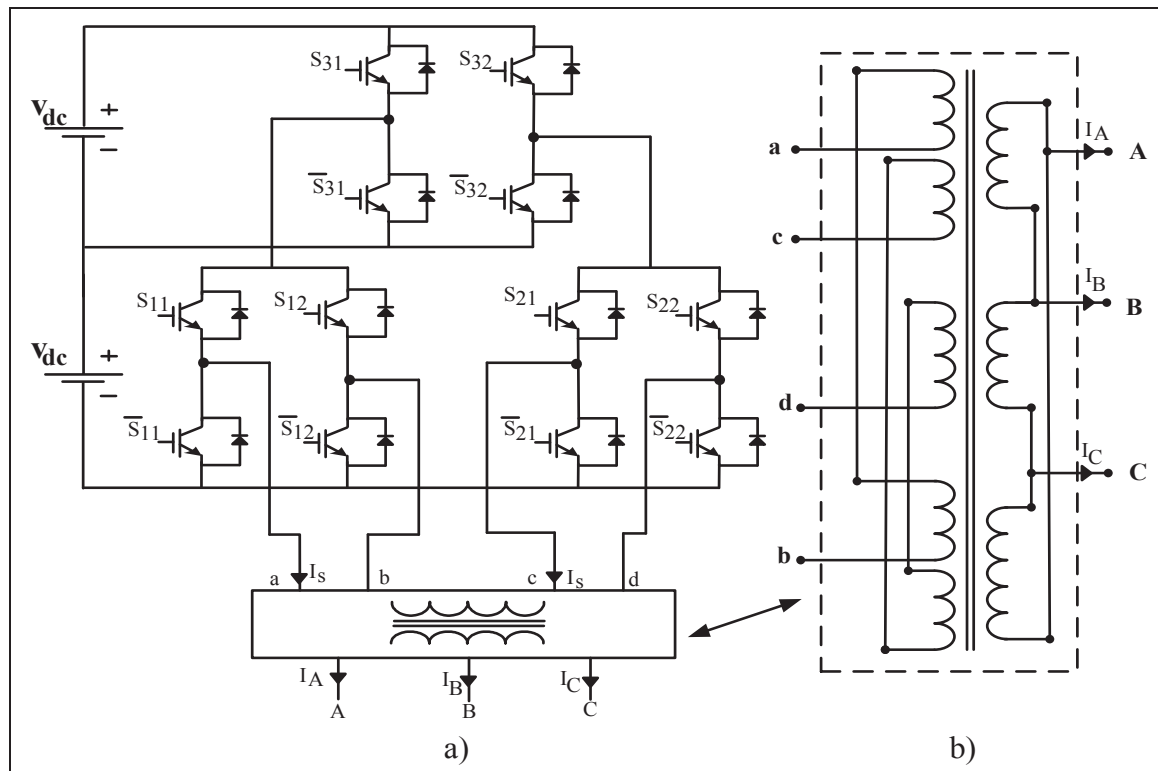 S31 S32
vdc + −
S̅31 S̅32
S11 S12 S21 S22
vdc + −
S̅11 S̅12 S̅21 S̅22
a Is b c Is d
IA IB IC
A B C
a)
a
c
d
b
IA A
IB B
IC C
b)